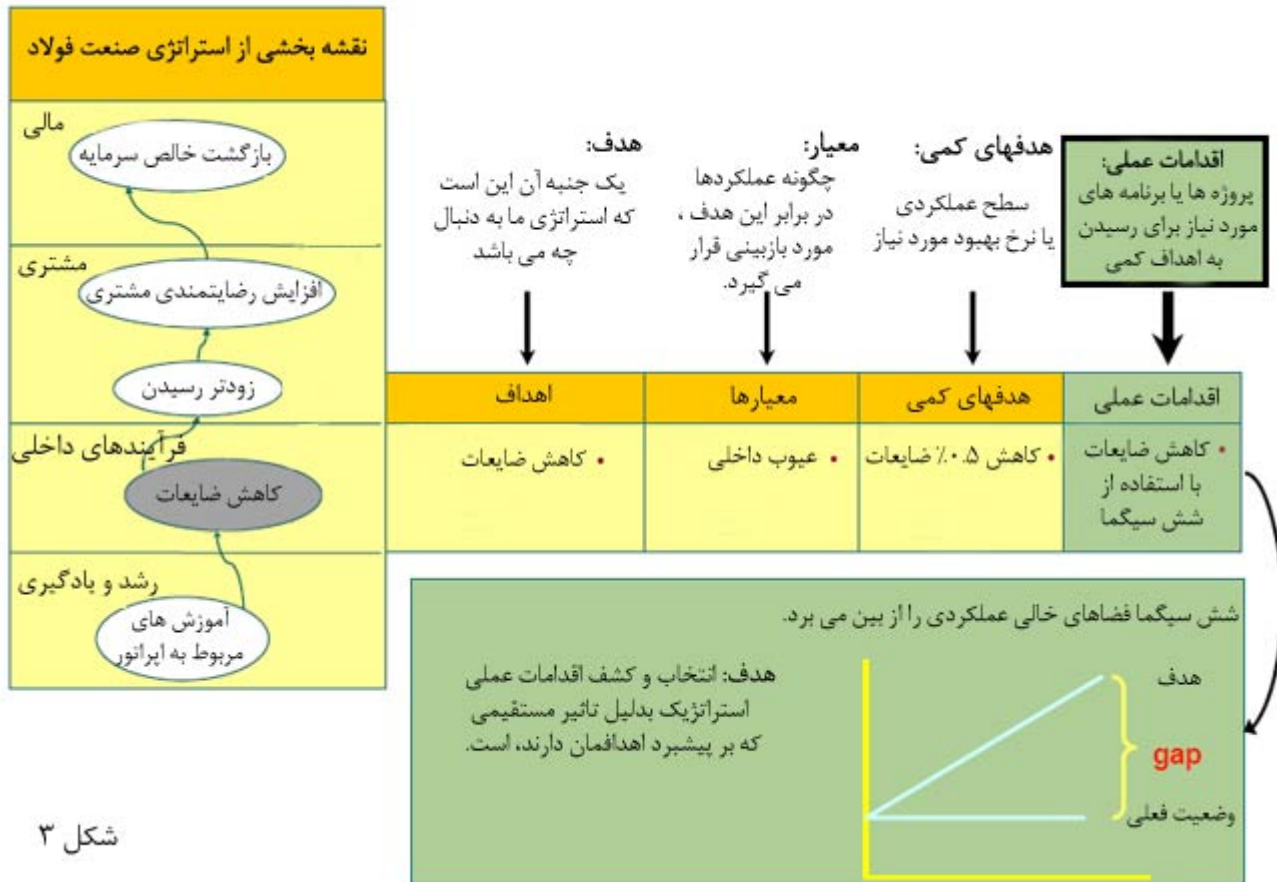 نقشه بخشی از استراتژی صنعت فولاد
مالی
بازگشت خالص سرمایه
مشتری
افزایش رضایتمندی مشتری
زودتر رسیدن
فرآیندهای داخلی
کاهش ضایعات
رشد و یادگیری
آموزش های
مربوط به اپراتور
هدف:
یک جنبه آن این است
که استراتژی ما به دنبال
چه می باشد
معیار:
چگونه عملکردها
در برابر این هدف ،
مورد بازبینی قرار
می گیرد.
هدفهای کمی:
سطح عملکردی
یا نرخ بهبود مورد نیاز
اقدامات عملی:
پروژه ها یا برنامه های
مورد نیاز برای رسیدن
به اهداف کمی
اهداف
معیارها
هدفهای کمی
اقدامات عملی
• کاهش ضایعات
• عیوب داخلی
• کاهش ۰.۵٪ ضایعات
• کاهش ضایعات
با استفاده از
شش سیگما
شش سیگما فضاهای خالی عملکردی را از بین می برد.
هدف: انتخاب و کشف اقدامات عملی
استراتژیک بدلیل تاثیر مستقیمی
که بر پیشبرد اهدافمان دارند، است.
هدف
gap
وضعیت فعلی
شکل ۳